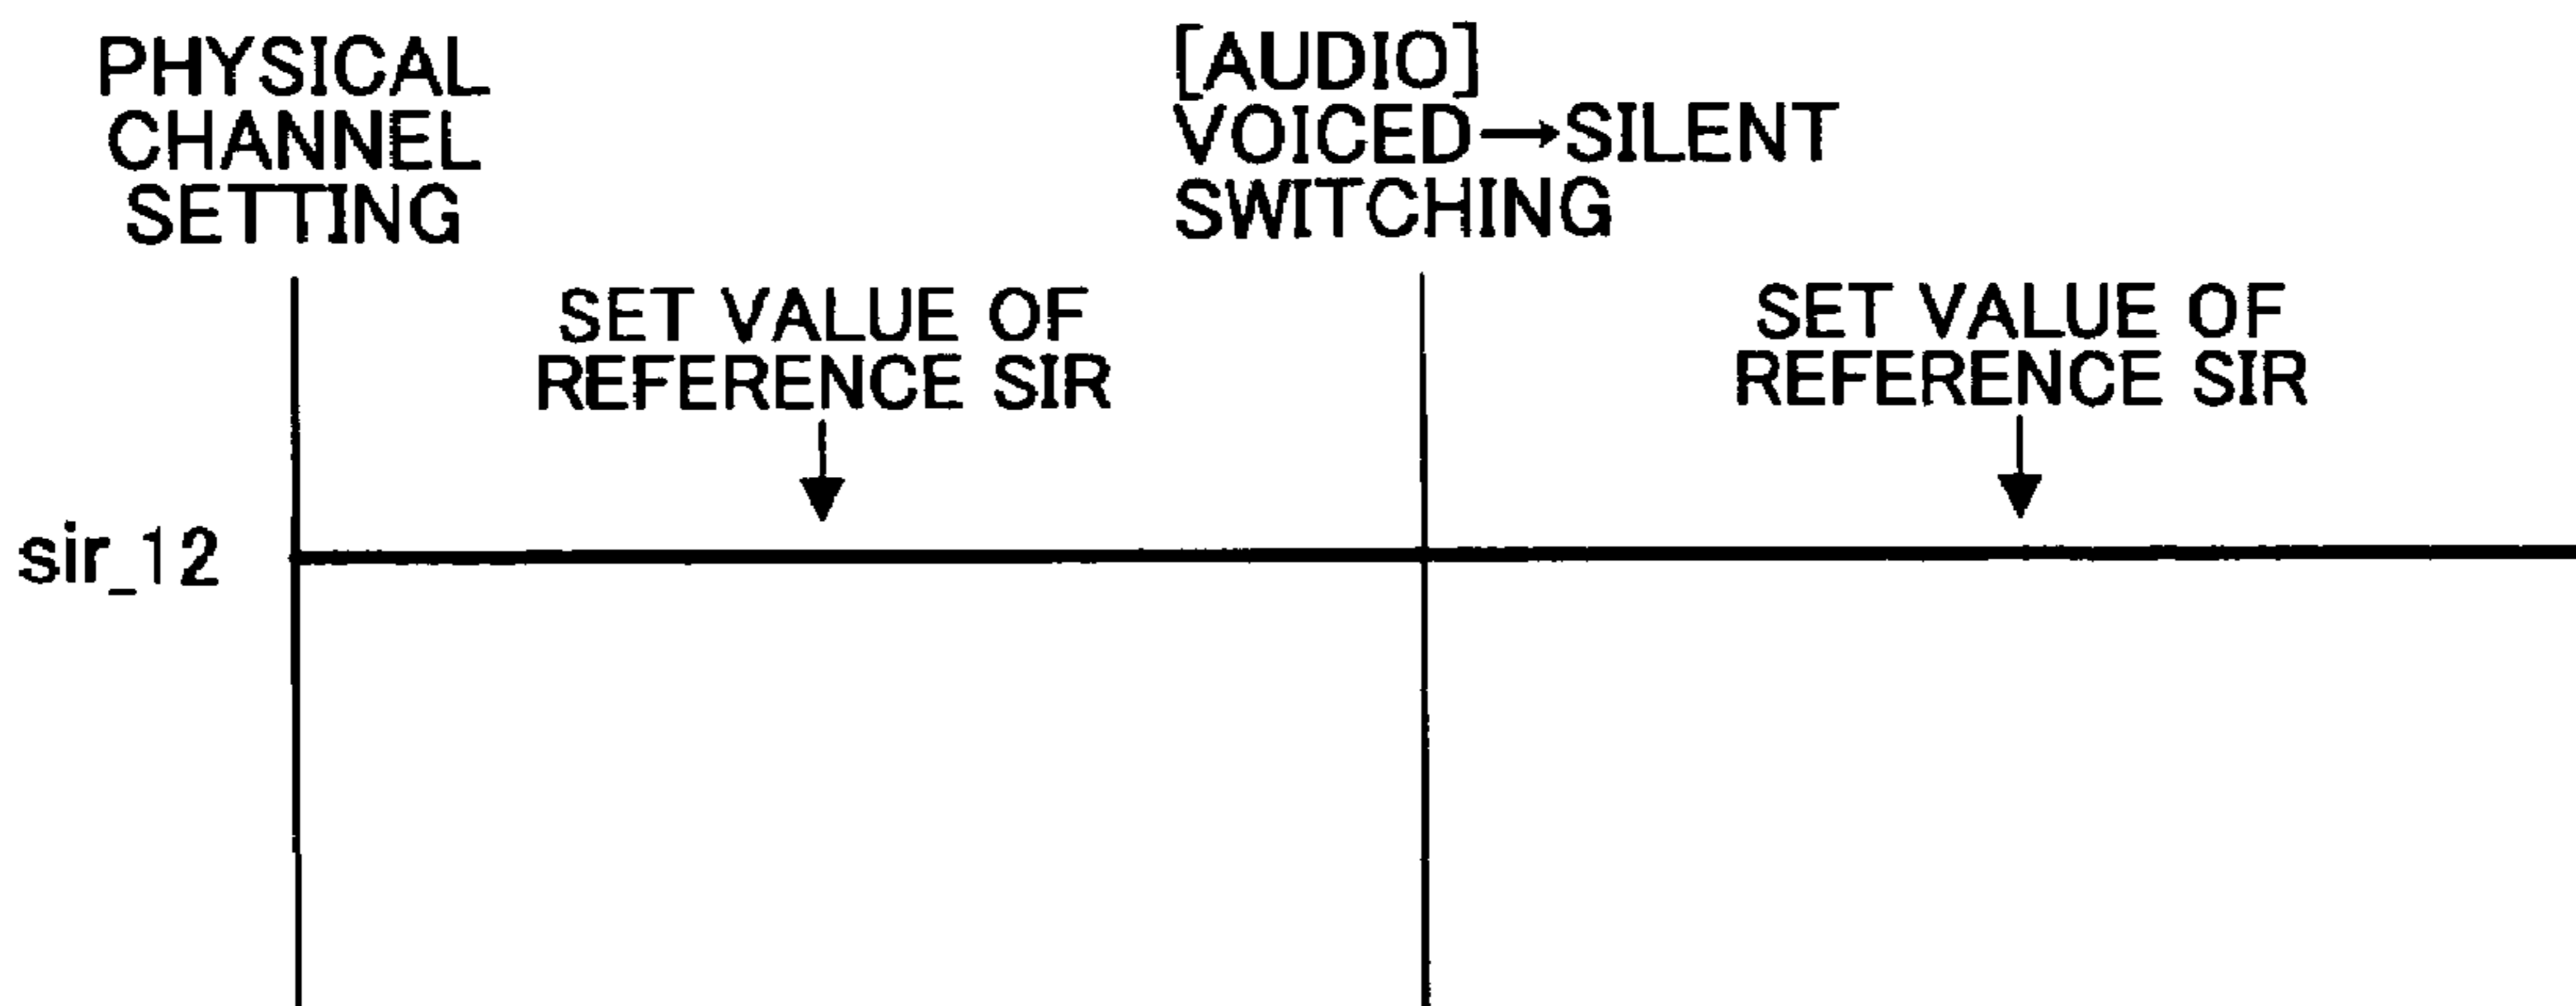 PHYSICAL
CHANNEL
SETTING
[AUDIO]
VOICED→SILENT
SWITCHING
SET VALUE OF
REFERENCE SIR
SET VALUE OF
REFERENCE SIR
sir_12